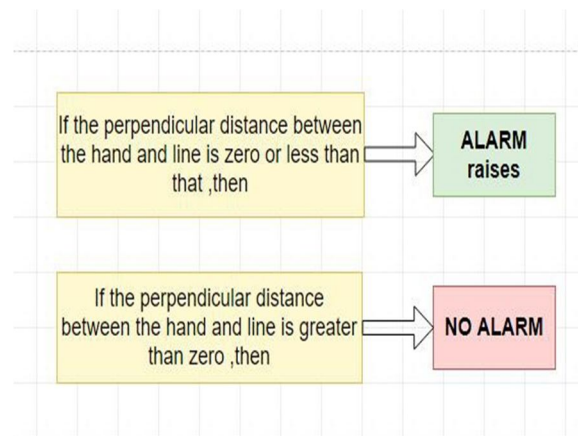 If the perpendicular distance between
the hand and line is zero or less than
that ,then
ALARM
raises
If the perpendicular distance
between the hand and line is greater
than zero ,then
NO ALARM